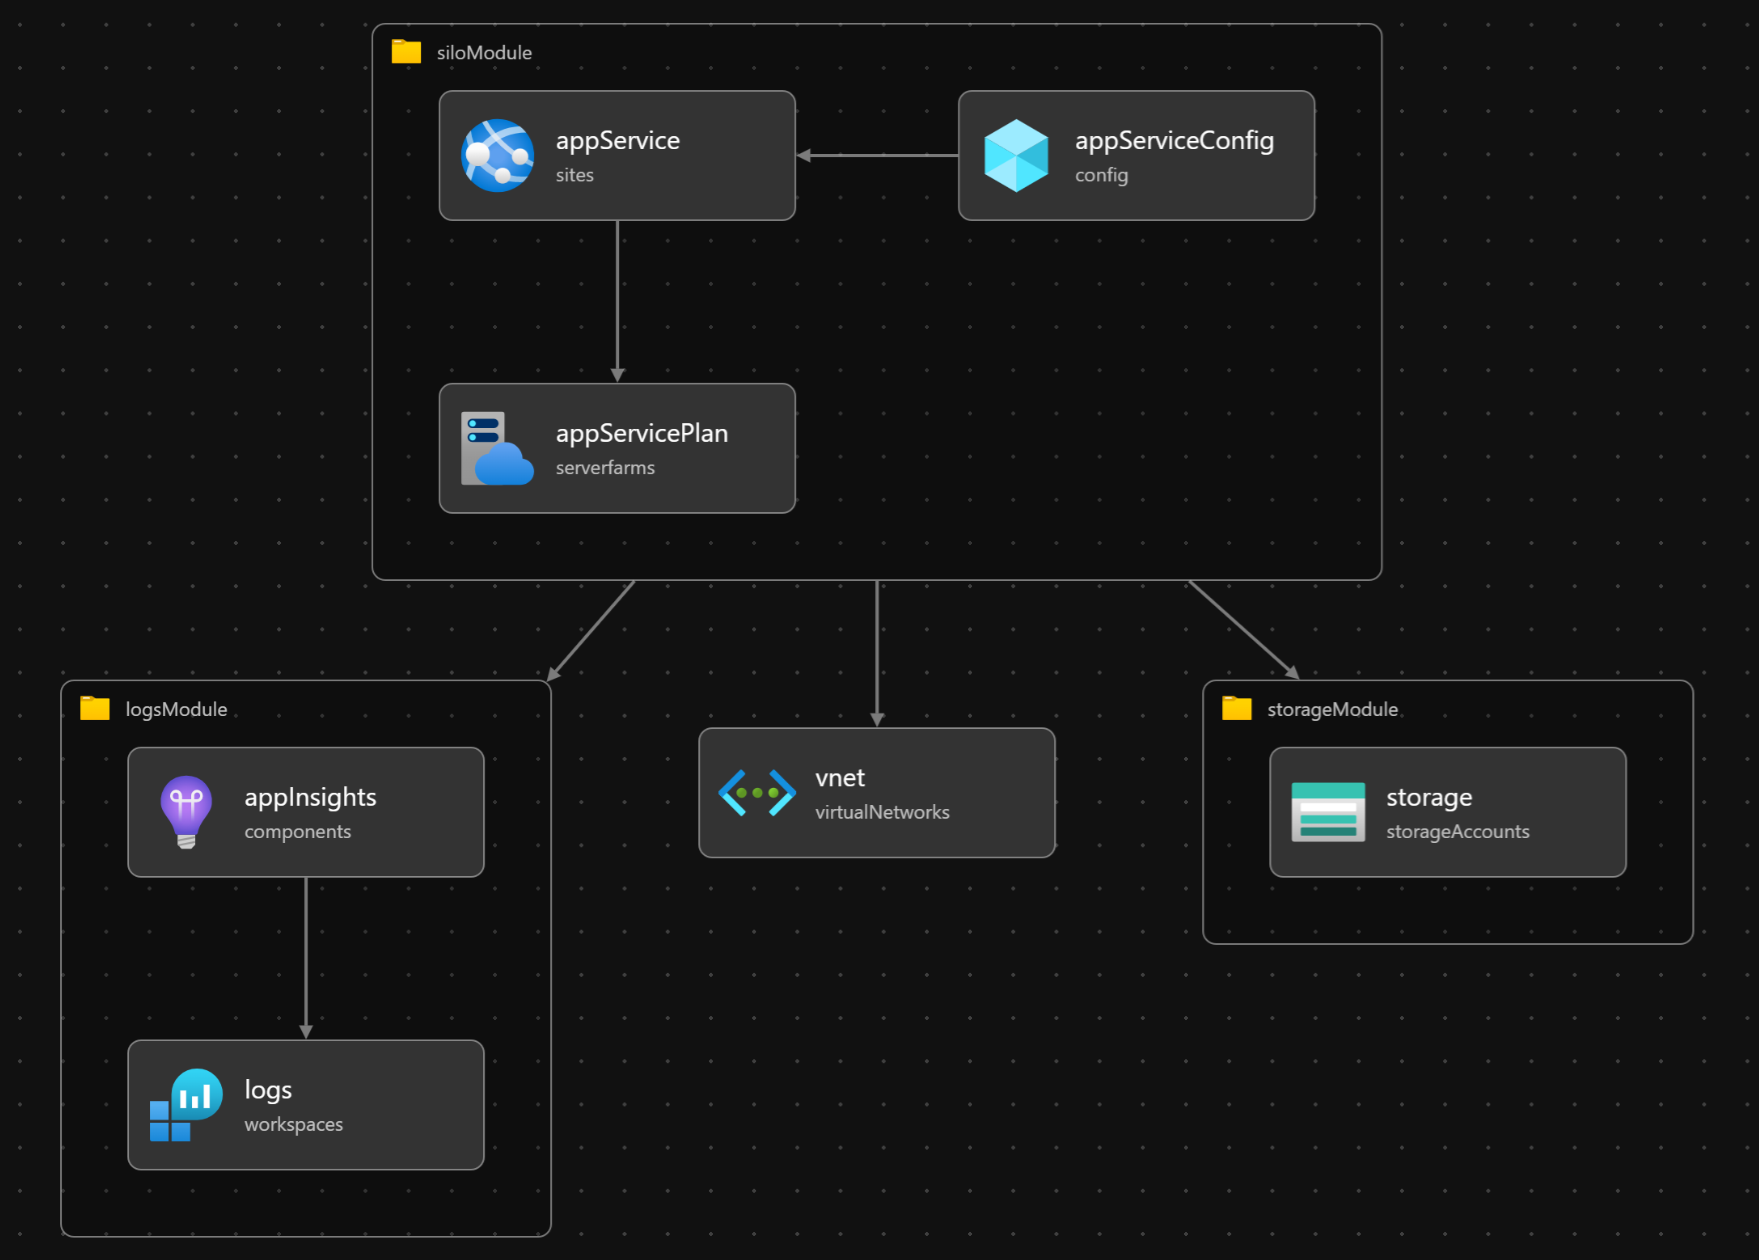 siloModule
appService
sites
appServiceConfig
config
appServicePlan
serverfarms
logsModule
appInsights
components
logs
workspaces
vnet
virtualNetworks
storageModule
storage
storageAccounts